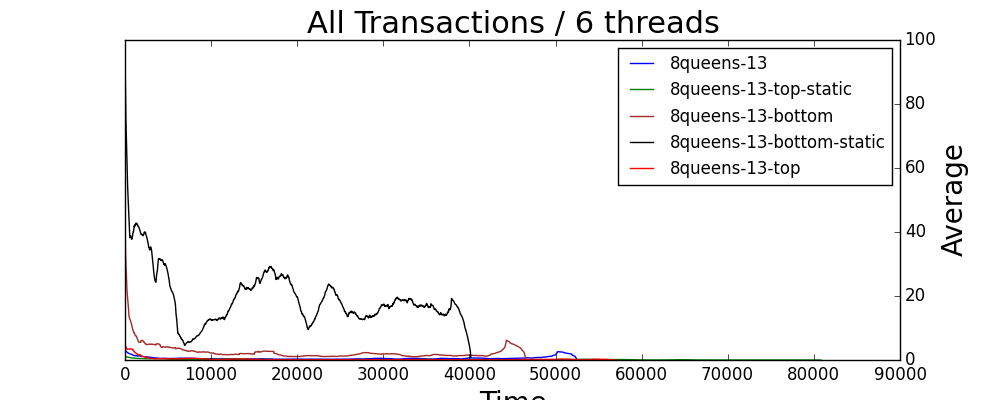 All Transactions / 6 threads
100
8queens-13
8queens-13-top-static
80
8queens-13-bottom
8queens-13-bottom-static
60
8queens-13-top
Average
40
20
0
0 10000 20000 30000 40000 50000 60000 70000 80000 90000
Time